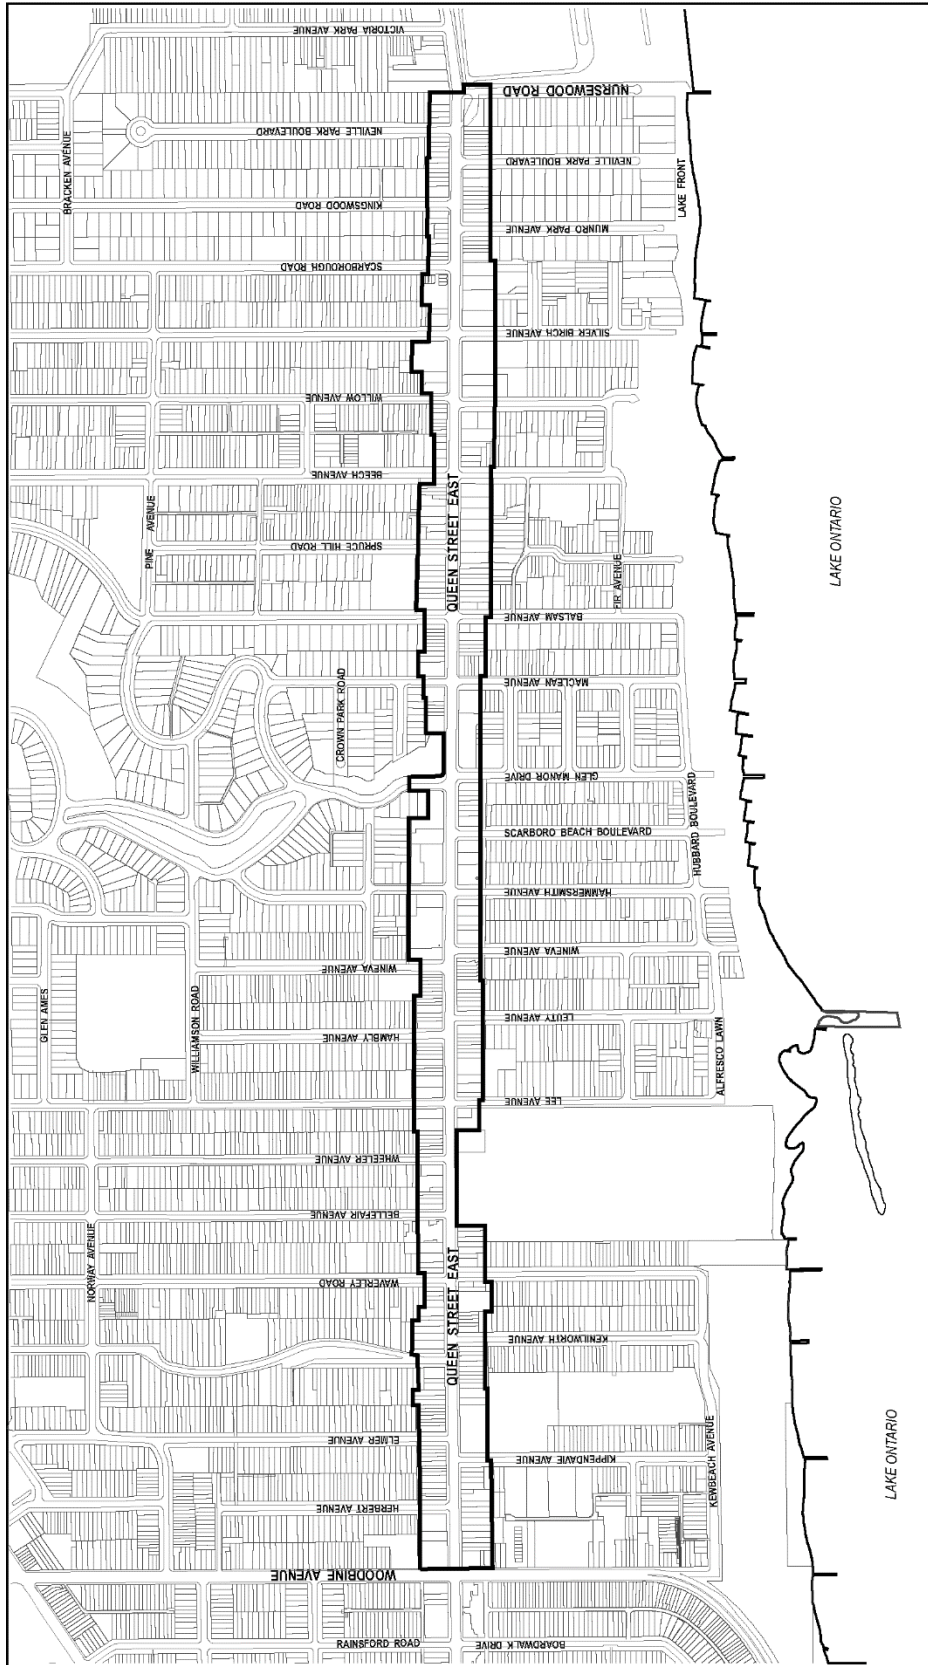 VICTORIA PARK AVENUE
NURSEWOOD ROAD
NEVILLE PARK BOULEVARD
NEVILLE PARK BOULEVARD
BRACKEN AVENUE
KINGSWOOD ROAD
LAKE FRONT
MUNRO PARK AVENUE
SCARBOROUGH ROAD
SILVER BIRCH AVENUE
WILLOW AVENUE
BEECH AVENUE
QUEEN STREET EAST
PINE AVENUE
SPRUCE HILL ROAD
LAKE ONTARIO
FIR AVENUE
BALSAM AVENUE
MACLEAN AVENUE
CROWN PARK ROAD
GLEN MANOR DRIVE
HUBBARD BOULEVARD
SCARBORO BEACH BOULEVARD
HAMMERSMITH AVENUE
WINEVA AVENUE
WINEVA AVENUE
GLEN AMES
WILLIAMSON ROAD
LEUTY AVENUE
HAMBLY AVENUE
ALFRESCO LAWN
LEE AVENUE
WHEELER AVENUE
BELLEFAIR AVENUE
NORWAY AVENUE
WAVERLEY ROAD
QUEEN STREET EAST
KENILWORTH AVENUE
ELMER AVENUE
KIPPENDAVIE AVENUE
KEWBEACH AVENUE
LAKE ONTARIO
HERBERT AVENUE
WOODBINE AVENUE
RAINSFORD ROAD
BOARDWALK DRIVE